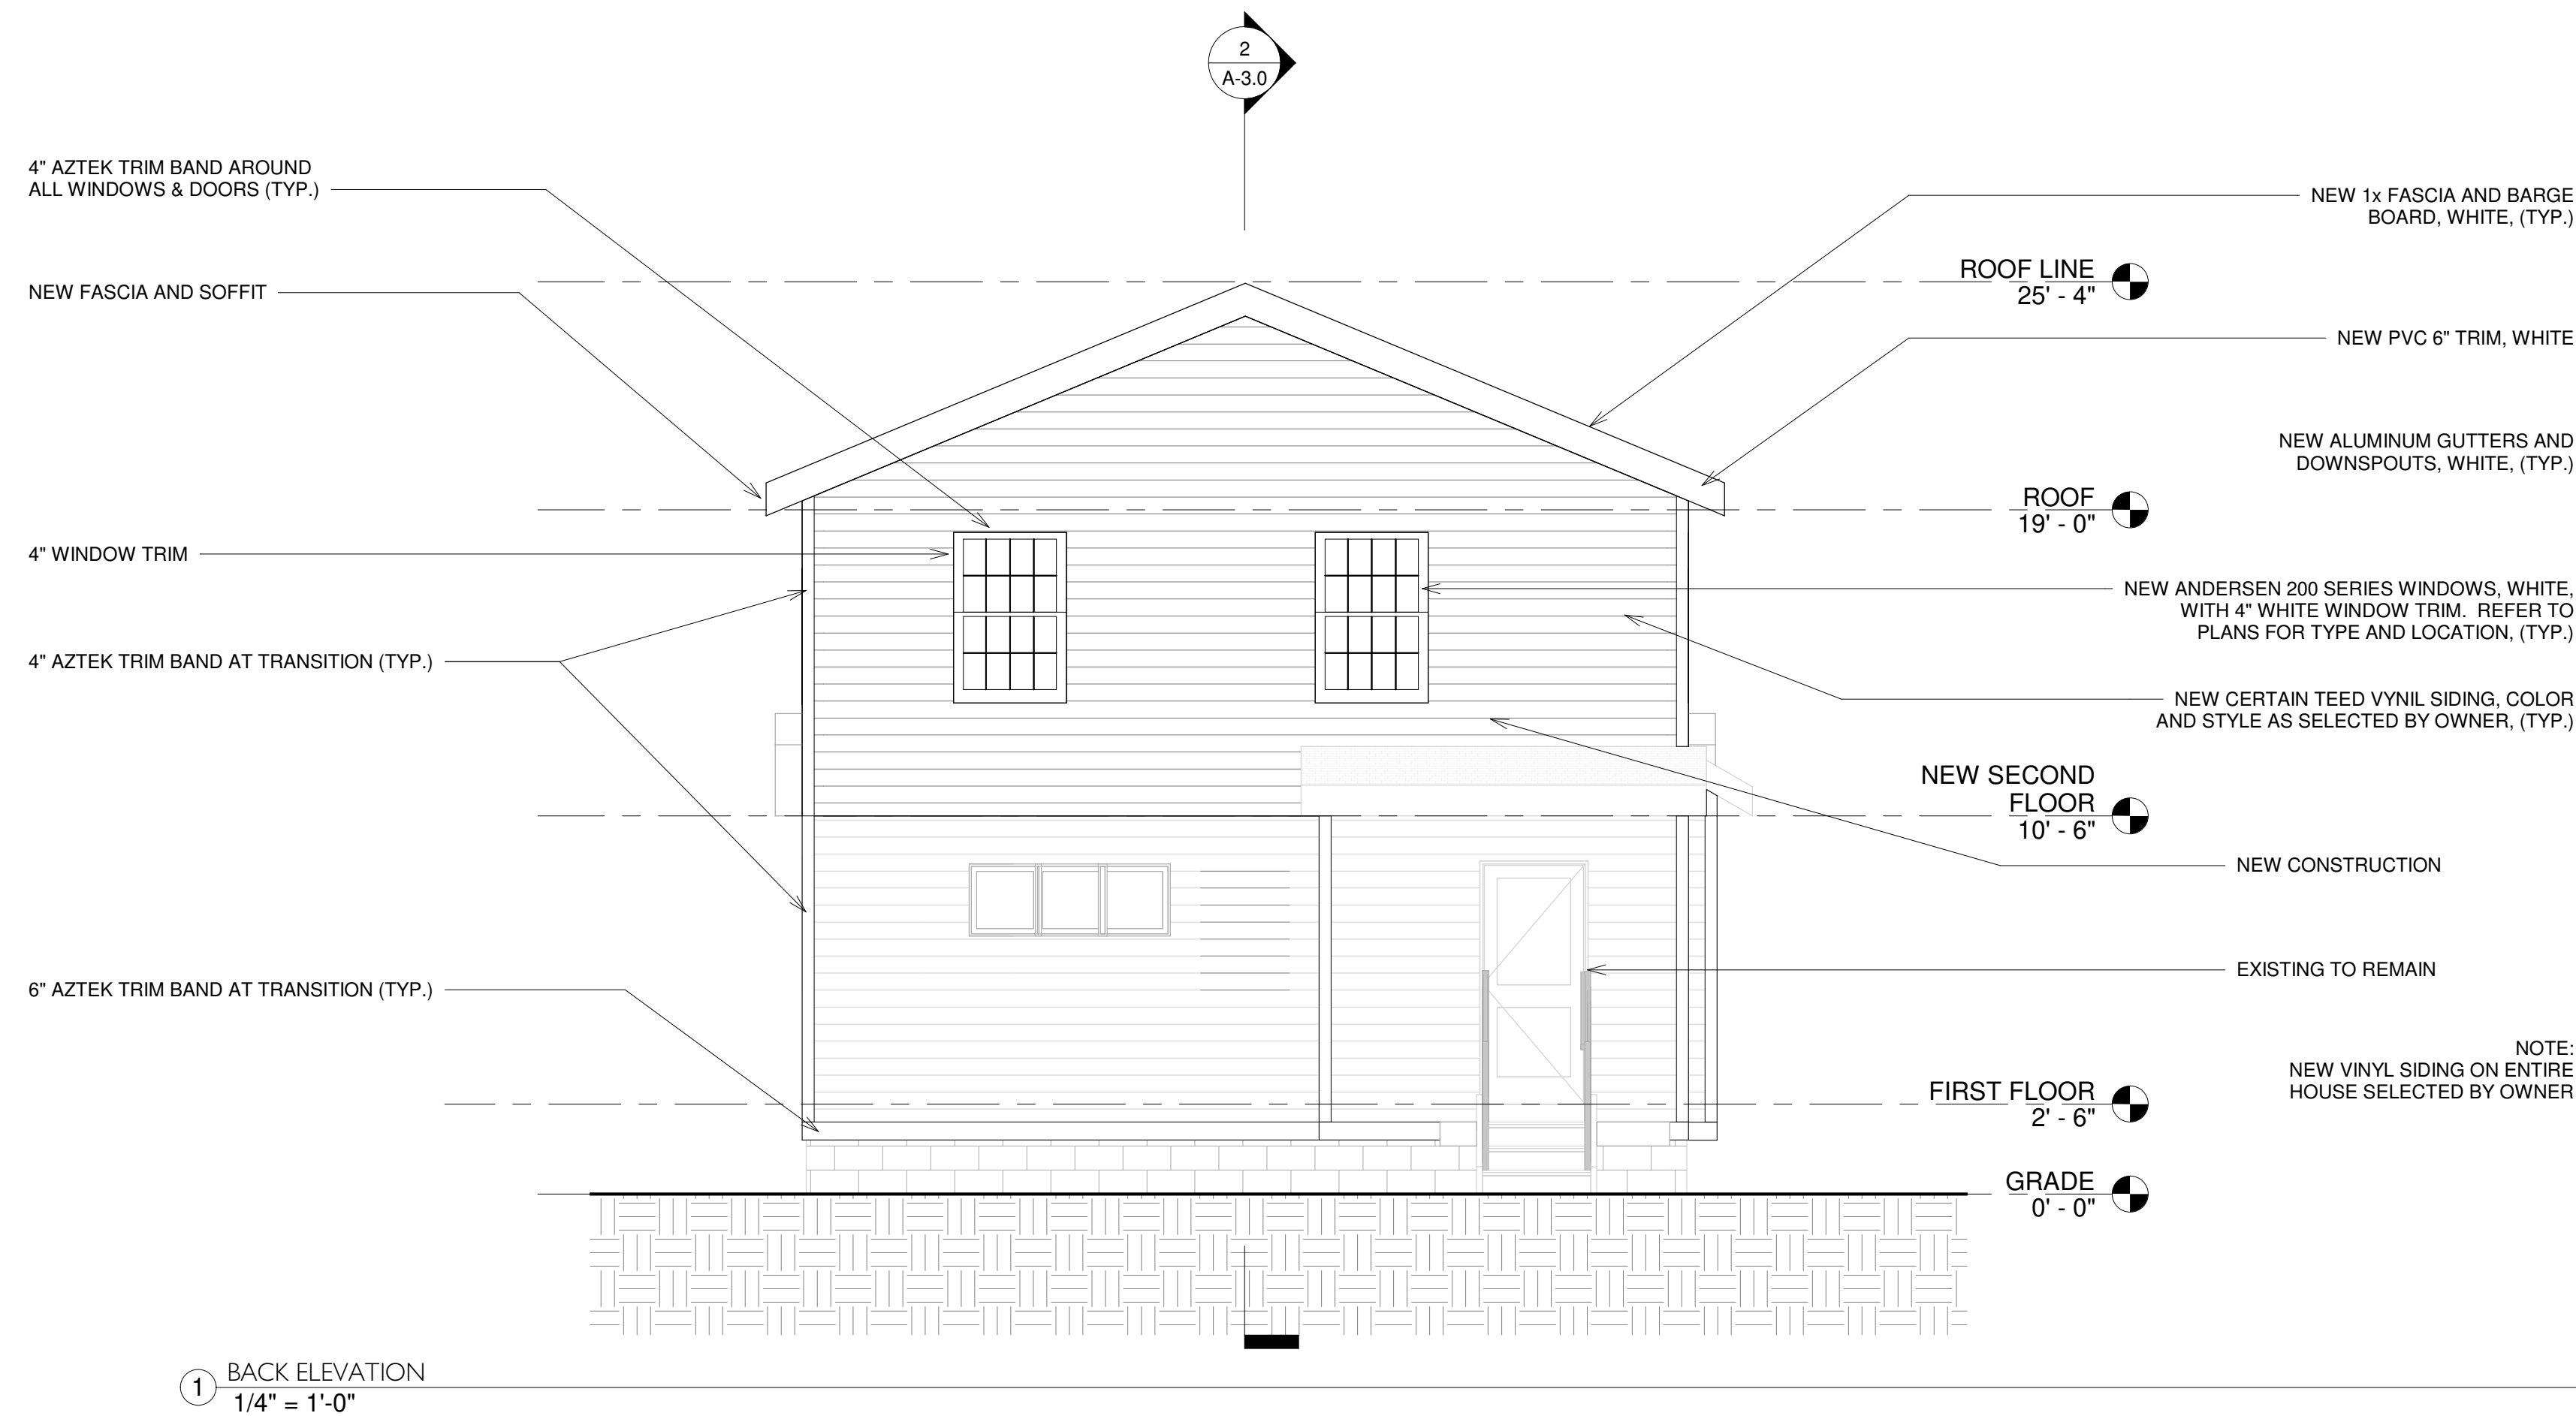 2
A-3.0
4" AZTEK TRIM BAND AROUND
ALL WINDOWS & DOORS (TYP.)
NEW FASCIA AND SOFFIT
4" WINDOW TRIM
4" AZTEK TRIM BAND AT TRANSITION (TYP.)
6" AZTEK TRIM BAND AT TRANSITION (TYP.)
NEW 1x FASCIA AND BARGE
BOARD, WHITE, (TYP.)
ROOF LINE
25' - 4"
NEW PVC 6" TRIM, WHITE
NEW ALUMINUM GUTTERS AND
DOWNSPOUTS, WHITE, (TYP.)
ROOF
19' - 0"
NEW ANDERSEN 200 SERIES WINDOWS, WHITE,
WITH 4" WHITE WINDOW TRIM. REFER TO
PLANS FOR TYPE AND LOCATION, (TYP.)
NEW CERTAIN TEED VYNIL SIDING, COLOR
AND STYLE AS SELECTED BY OWNER, (TYP.)
NEW SECOND
FLOOR
10' - 6"
NEW CONSTRUCTION
EXISTING TO REMAIN
NOTE:
NEW VINYL SIDING ON ENTIRE
HOUSE SELECTED BY OWNER
FIRST FLOOR
2' - 6"
GRADE
0' - 0"
1
BACK ELEVATION
1/4" = 1'-0"